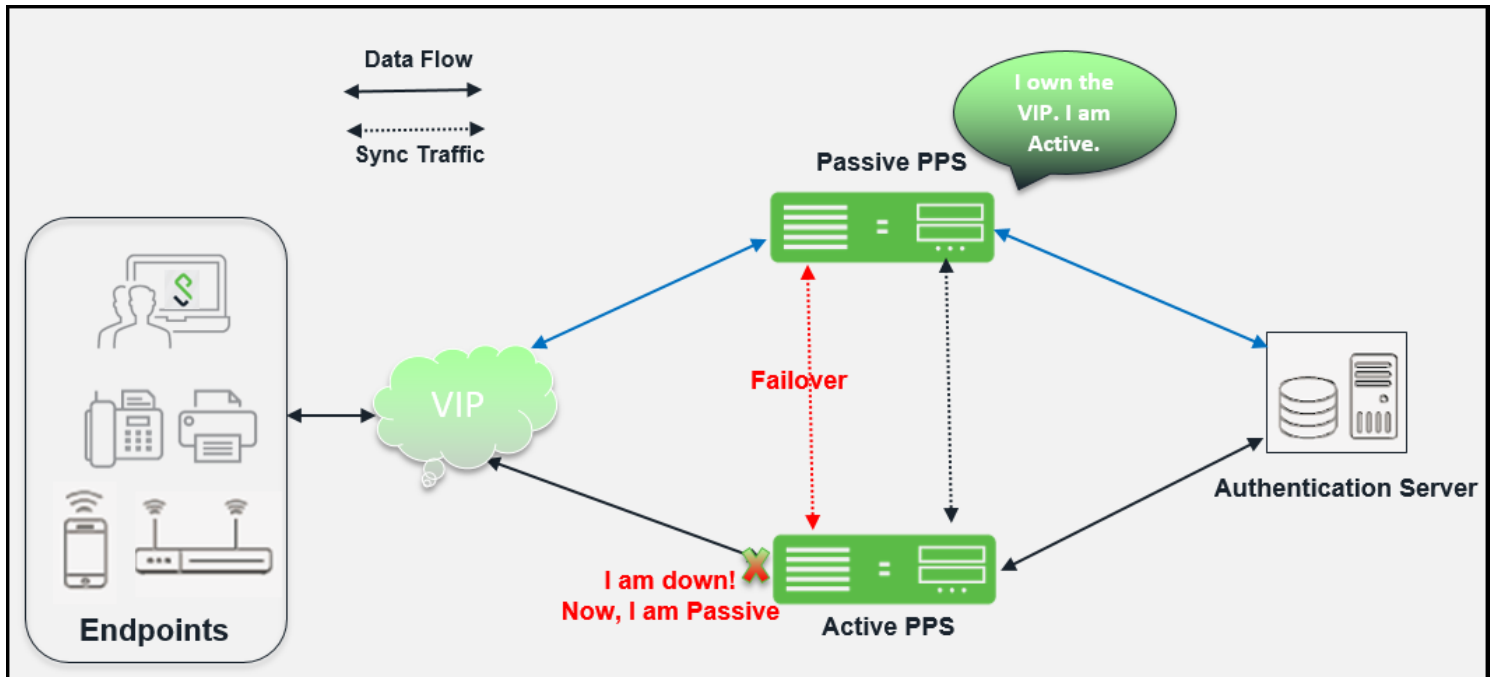 Data Flow
Sync Traffic
I own the
VIP. I am
Active.
Passive PPS
VIP
Failover
Authentication Server
I am down!
Now, I am Passive
Active PPS
Endpoints